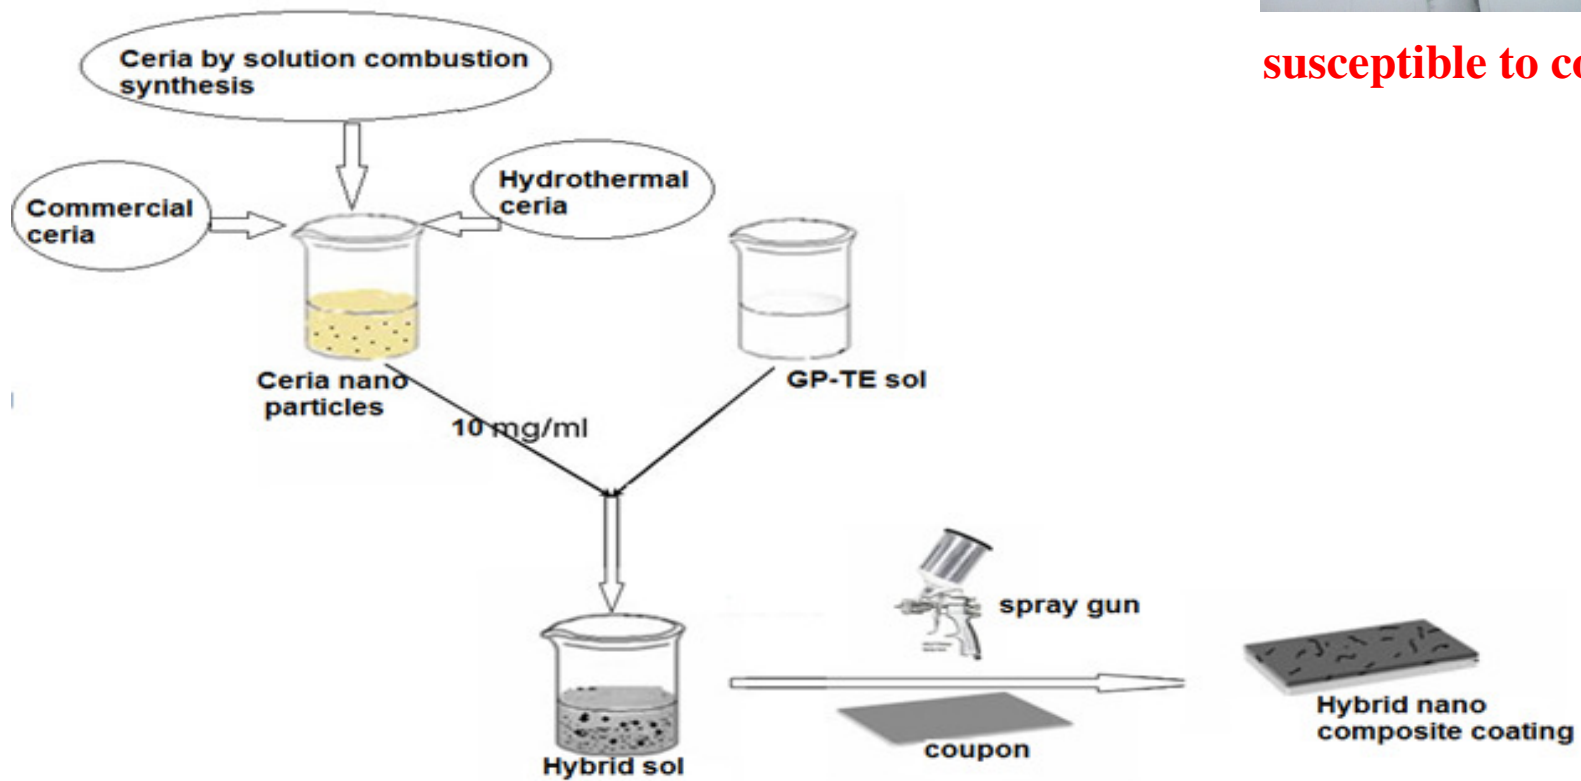 susceptible to co
Ceria by solution combustion
synthesis
Commercial
ceria
Hydrothermal
ceria
Ceria nano
particles
GP-TE sol
10 mg/ml
spray gun
coupon
Hybrid sol
Hybrid nano
composite coating